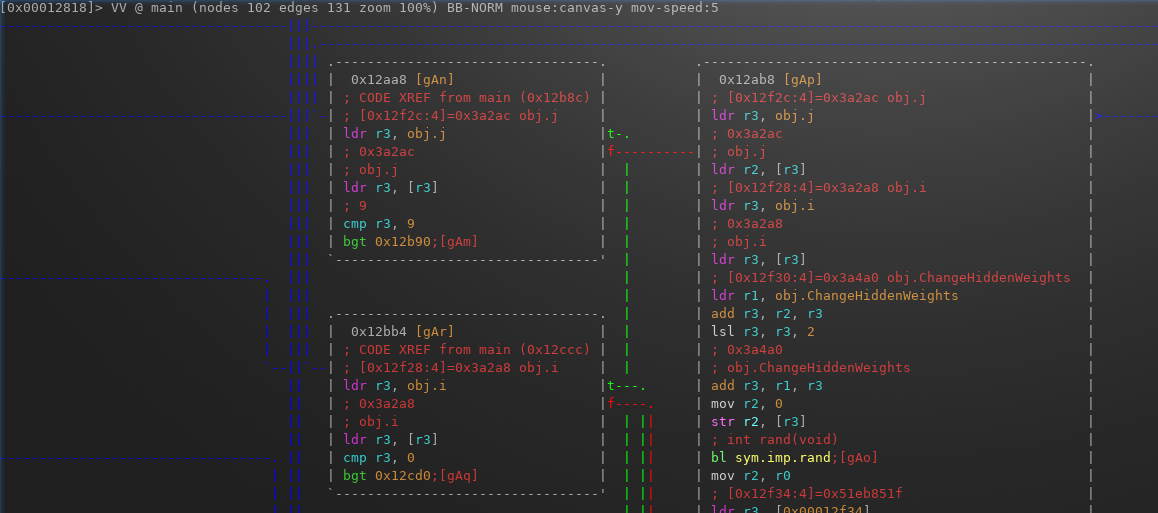 [0x00012818]> VV @ main (nodes 102 edges 131 zoom 100%) BB-NORM mouse:canvas-y mov-speed:5
0x12aa8 [gAn]
; CODE XREF from main (0x12b8c)
; [0x12f2c:4]=0x3a2ac obj.j
ldr r3, obj.j
; 0x3a2ac
; obj.j
ldr r3, [r3]
; 9
cmp r3, 9
bgt 0x12b90;[gAm]
t
f
0x12bb4 [gAr]
; CODE XREF from main (0x12ccc)
; [0x12f28:4]=0x3a2a8 obj.i
ldr r3, obj.i
; 0x3a2a8
; obj.i
ldr r3, [r3]
cmp r3, 0
bgt 0x12cd0;[gAq]
t
f
0x12ab8 [gAp]
; [0x12f2c:4]=0x3a2ac obj.j
ldr r3, obj.j
; 0x3a2ac
; obj.j
ldr r2, [r3]
; [0x12f28:4]=0x3a2a8 obj.i
ldr r3, obj.i
; 0x3a2a8
; obj.i
ldr r3, [r3]
; [0x12f30:4]=0x3a4a0 obj.ChangeHiddenWeights
ldr r1, obj.ChangeHiddenWeights
add r3, r2, r3
lsl r3, r3, 2
; 0x3a4a0
; obj.ChangeHiddenWeights
add r3, r1, r3
mov r2, 0
str r2, [r3]
; int rand(void)
bl sym.imp.rand;[gAo]
mov r2, r0
; [0x12f34:4]=0x51eb851f
ldr r3, [0x00012f34]